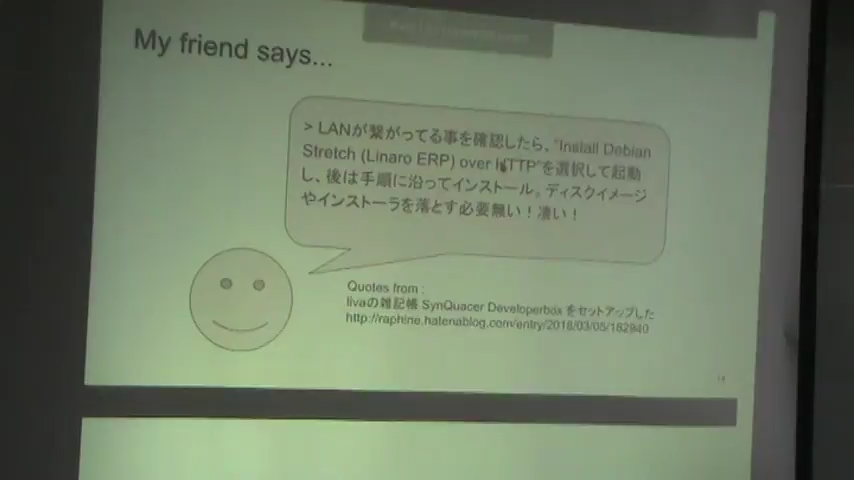 My friend says...
> LANが繋がってる事を確認したら、"Install Debian
Stretch (Linaro ERP) over HTTP"を選択して起動
し、後は手順に沿ってインストール。ディスクイメージ
やインストーラを落とす必要無い！凄い！
Quotes from :
livaの雑記帳 SynQuacer Developerbox をセットアップした
http://raphine.hatenablog.com/entry/2018/03/05/162940